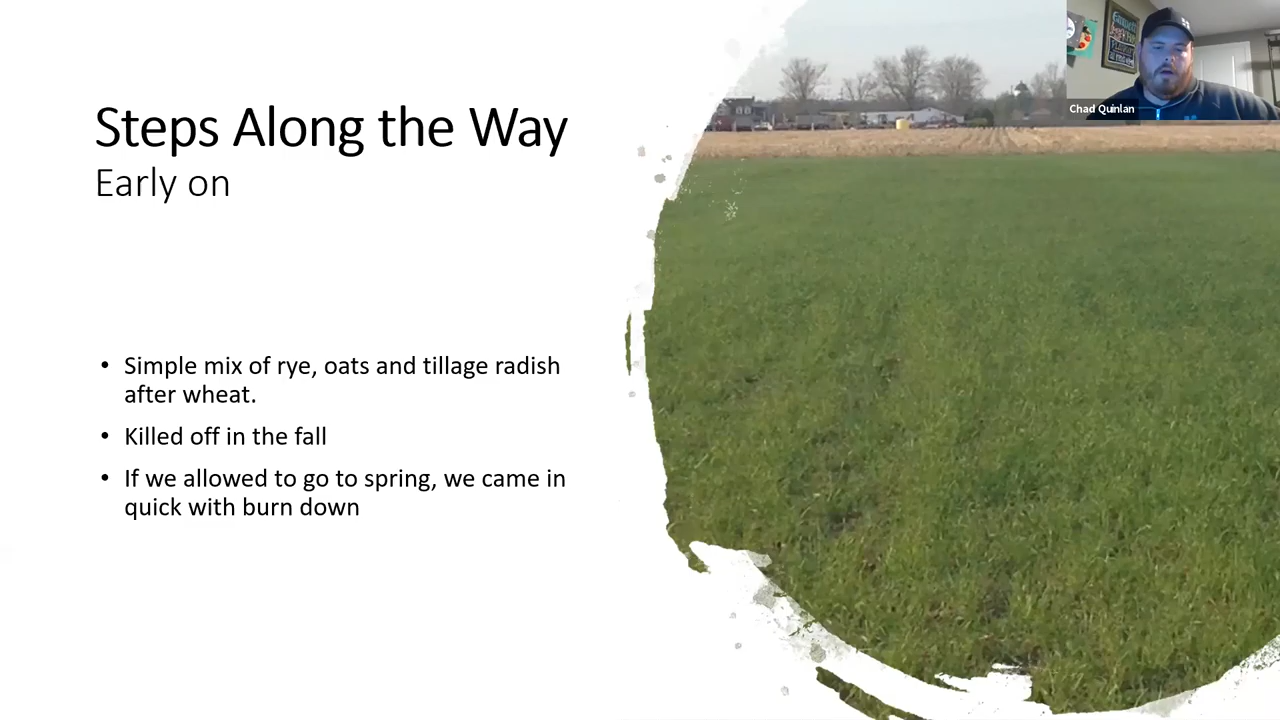 Steps Along the Way
Early on
• Simple mix of rye, oats and tillage radish
after wheat.
• Killed off in the fall
• If we allowed to go to spring, we came in
quick with burn down
Chad Quinlan